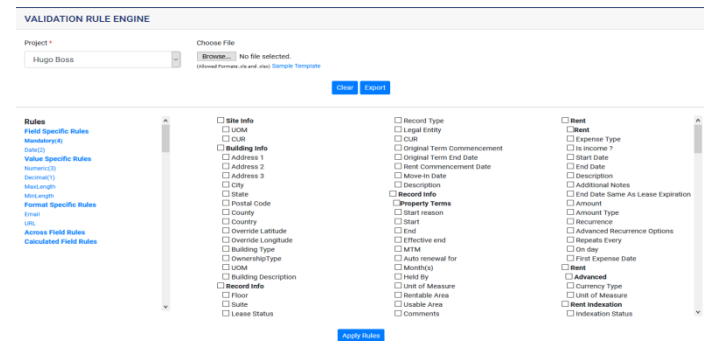 VALIDATION RULE ENGINE
Project *
Hugo Boss
Choose File
Browse... No file selected.
(Allowed Formats .xls and .xlsx) Sample Template
Clear Export
Rules
Field Specific Rules
Mandatory(4)
Date(2)
Value Specific Rules
Numeric(3)
Decimal(1)
MaxLength
MinLength
Format Specific Rules
Email
URL
Across Field Rules
Calculated Field Rules
Site Info
UOM
CUR
Building Info
Address 1
Address 2
Address 3
City
State
Postal Code
County
Country
Override Latitude
Override Longitude
Building Type
OwnershipType
UOM
Building Description
Record Info
Floor
Suite
Lease Status
Record Type
Legal Entity
CUR
Original Term Commencement
Original Term End Date
Rent Commencement Date
Move-In Date
Description
Record Info
Property Terms
Start reason
Start
End
Effective end
MTM
Auto renewal for
Month(s)
Held By
Unit of Measure
Rentable Area
Usable Area
Comments
Rent
Rent
Expense Type
Is Income ?
Start Date
End Date
Description
Additional Notes
End Date Same As Lease Expiration
Amount
Amount Type
Recurrence
Advanced Recurrence Options
Repeats Every
On day
First Expense Date
Rent
Advanced
Currency Type
Unit of Measure
Rent Indexation
Indexation Status
Apply Rules